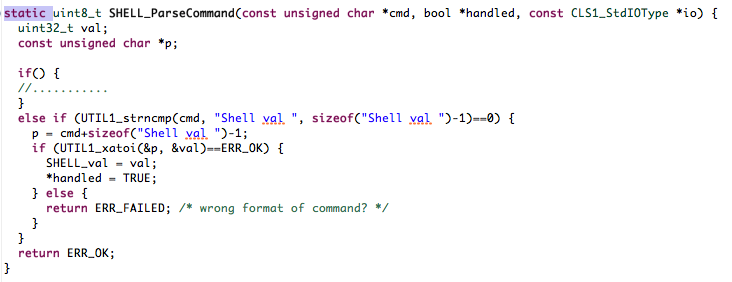 static uint8_t SHELL_ParseCommand(const unsigned char *cmd, bool *handled, const CLS1_StdIOType *io) {
  uint32_t val;
  const unsigned char *p;

  if() {
  //...........
  }
  else if (UTIL1_strncmp(cmd, "Shell val ", sizeof("Shell val ")-1)==0) {
    p = cmd+sizeof("Shell val ")-1;
    if (UTIL1_xatoi(&p, &val)==ERR_OK) {
      SHELL_val = val;
      *handled = TRUE;
    } else {
      return ERR_FAILED; /* wrong format of command? */
    }
  }
  return ERR_OK;
}